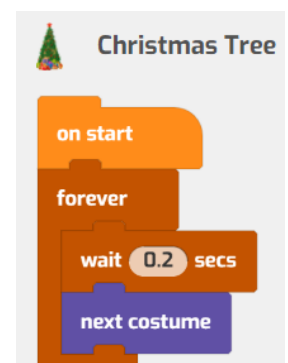 Christmas Tree
on start
forever
wait 0.2 secs
next costume